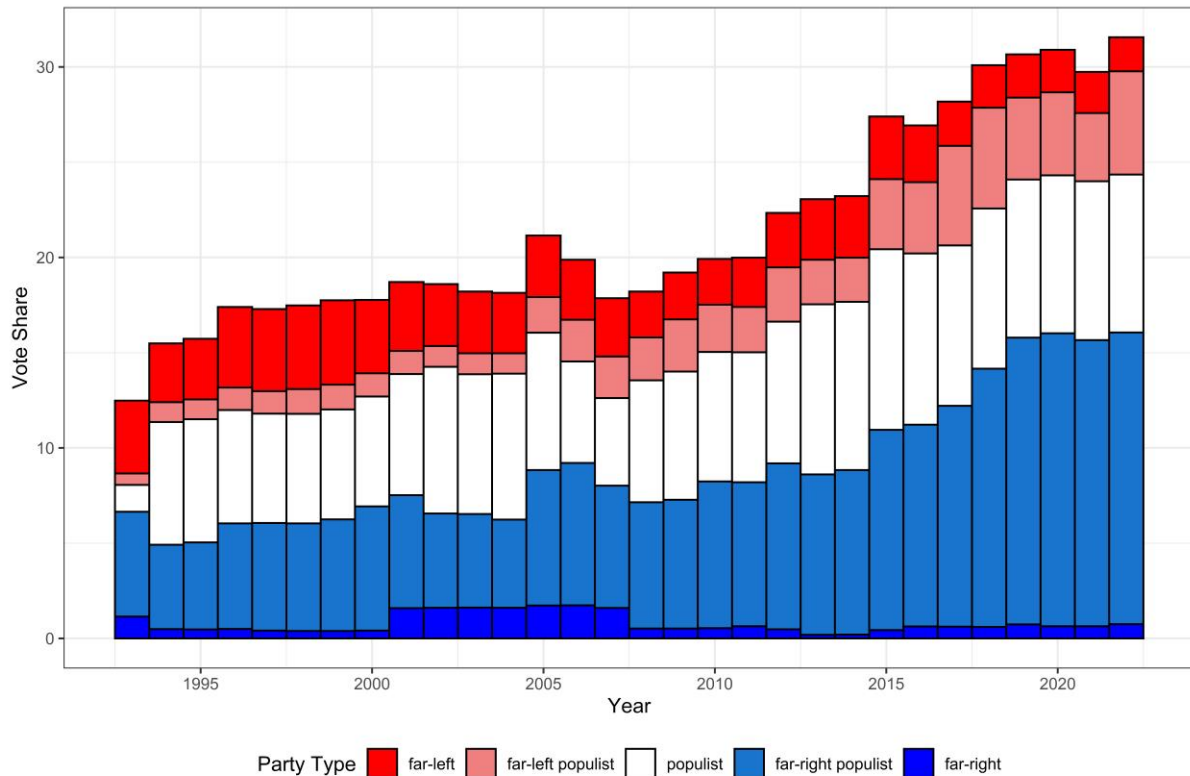 30
20
10
0
Vote Share
1995 2000 2005 2010 2015 2020
Year
Party Type far-left far-left populist populist far-right populist far-right